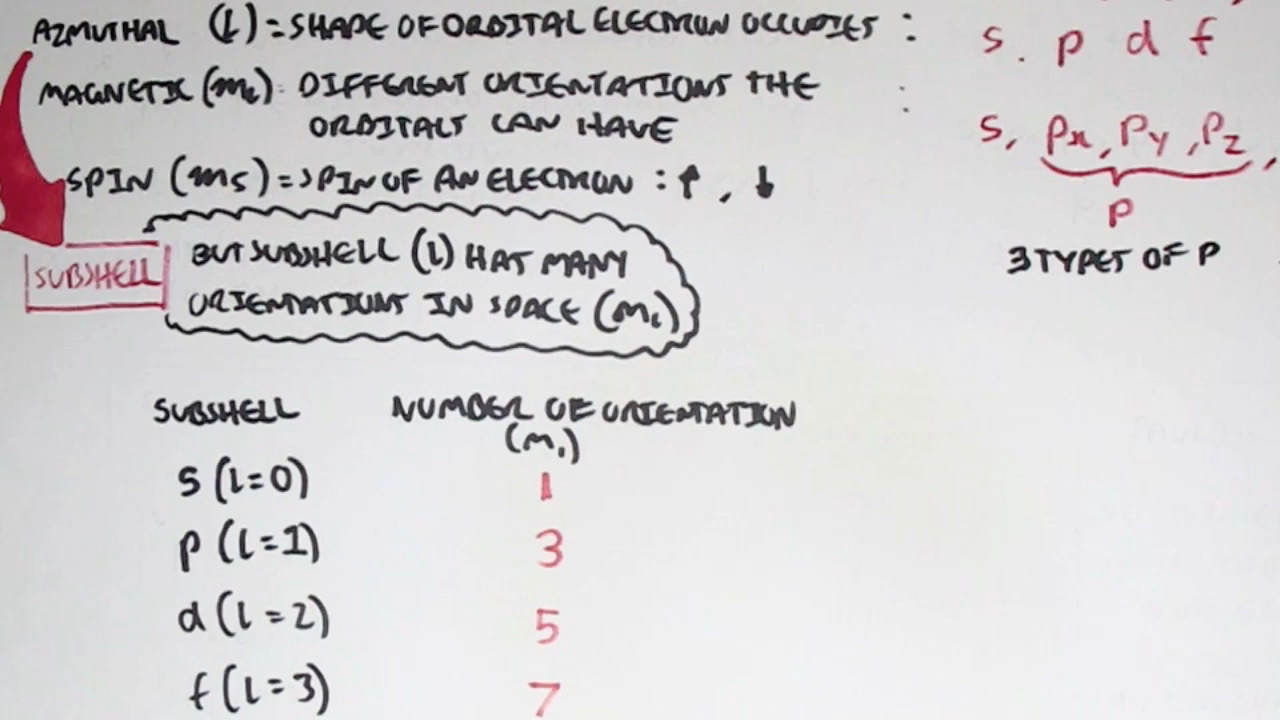 AZMUTHAL (L) = SHAPE OF ORBITAL ELECTRON OCCUPIES : s. p d f
MAGNETIC (mL): DIFFERENT ORIENTATIONS THE :
ORBITALS CAN HAVE
s, px, py, pz,
SPIN (ms) = SPIN OF AN ELECTRON : ↑, ↓
p
SUBSHELL
BUT SUBSHELL (L) HAS MANY
ORIENTATIONS IN SPACE (mL)
3 TYPES OF P
SUBSHELL NUMBER OF ORIENTATION
(mL)
s (L=0) 1
p (L=1) 3
d (L=2) 5
f (L=3) 7